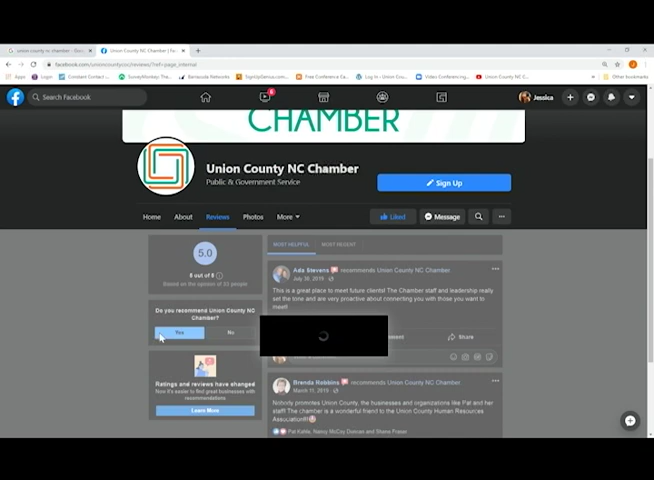 union county nc chamber - Goo
Union County NC Chamber | Fac
facebook.com/unioncountycoc/reviews/?ref=page_internal
Apps Login Constant Contact ... SurveyMonkey: The... Barracuda Networks SignUpGenius.com... Free Conference Ca... Log In ‹ Union Cou... Video Conferencing... Union County NC C... Other bookmarks
Search Facebook
6
Jessica
CHAMBER
Union County NC Chamber
Public & Government Service
Sign Up
Home About Reviews Photos More
Liked Message
5.0
5 out of 5
Based on the opinion of 33 people
MOST HELPFUL MOST RECENT
Ada Stevens recommends Union County NC Chamber.
July 30, 2019
This is a great place to meet future clients! The Chamber staff and leadership really
set the tone and are very proactive about connecting you with those you want to
meet!
Do you recommend Union County NC
Chamber?
Yes No
Share
Ratings and reviews have changed
Now it's easier to find great businesses with
recommendations
Learn More
Brenda Robbins recommends Union County NC Chamber.
March 11, 2019
Nobody promotes Union County, the businesses and organizations like Pat and her
staff! The chamber is a wonderful friend to the Union County Human Resources
Association!!
Pat Kahle, Nancy McCoy Duncan and Shana Fraser